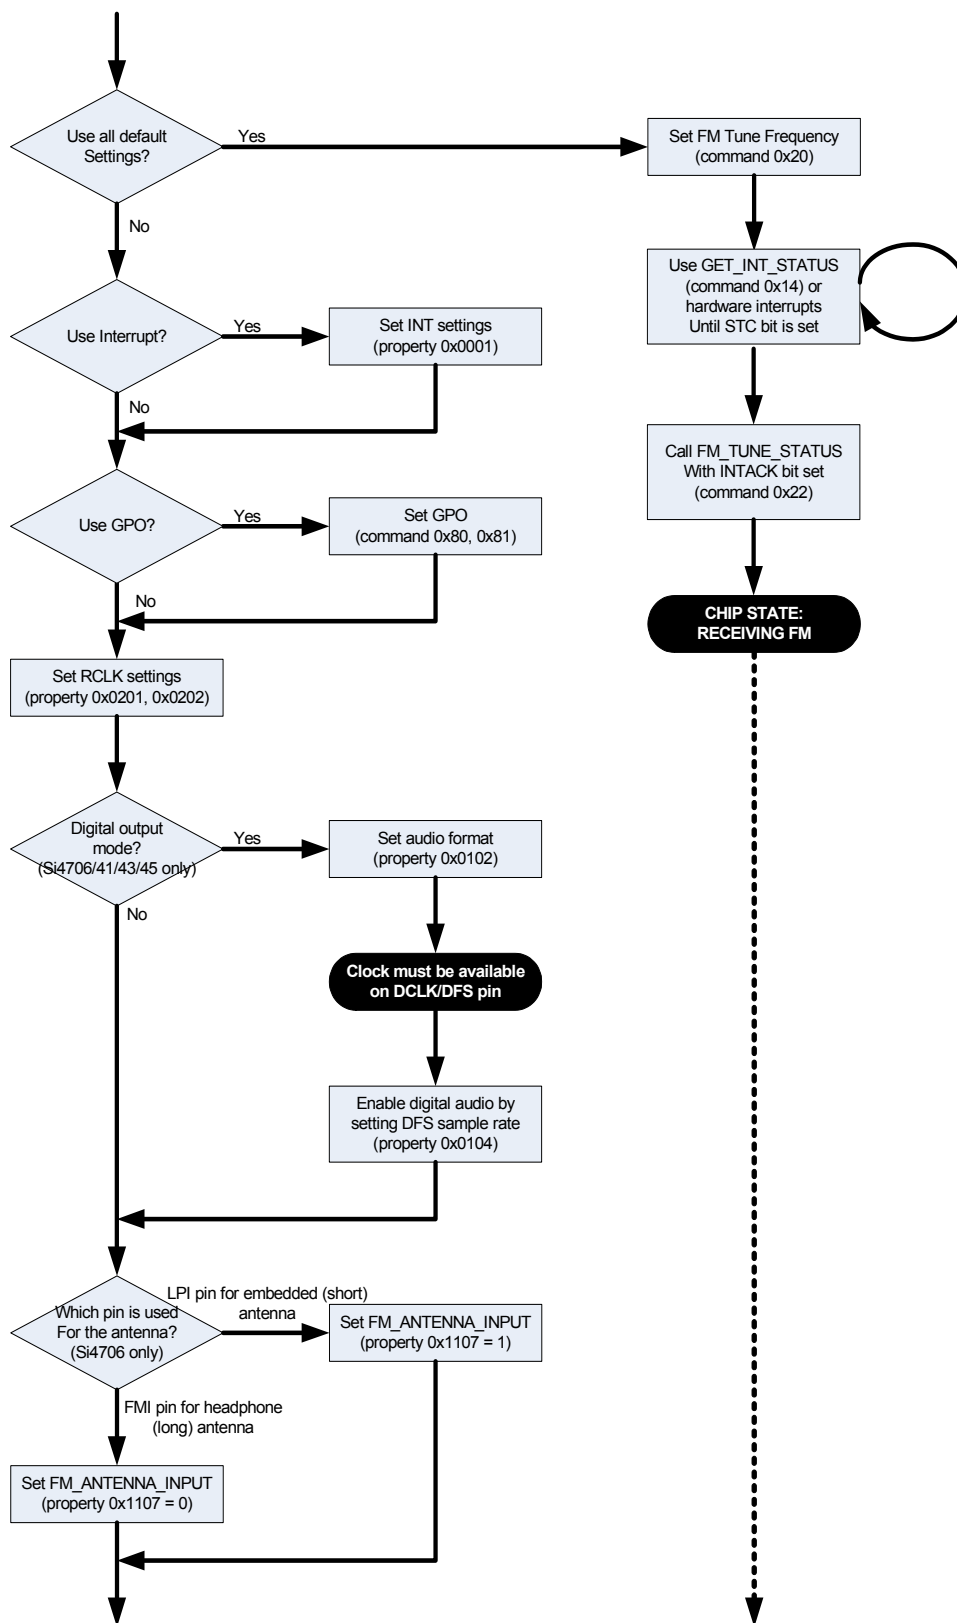 Use all default
Settings?
Yes
No
Set FM Tune Frequency
(command 0x20)
Use GET_INT_STATUS
(command 0x14) or
hardware interrupts
Until STC bit is set
Use Interrupt?
Yes
No
Set INT settings
(property 0x0001)
Call FM_TUNE_STATUS
With INTACK bit set
(command 0x22)
Use GPO?
Yes
No
Set GPO
(command 0x80, 0x81)
CHIP STATE:
RECEIVING FM
Set RCLK settings
(property 0x0201, 0x0202)
Digital output
mode?
(Si4706/41/43/45 only)
Yes
No
Set audio format
(property 0x0102)
Clock must be available
on DCLK/DFS pin
Enable digital audio by
setting DFS sample rate
(property 0x0104)
Which pin is used
For the antenna?
(Si4706 only)
LPI pin for embedded (short)
antenna
Set FM_ANTENNA_INPUT
(property 0x1107 = 1)
FMI pin for headphone
(long) antenna
Set FM_ANTENNA_INPUT
(property 0x1107 = 0)